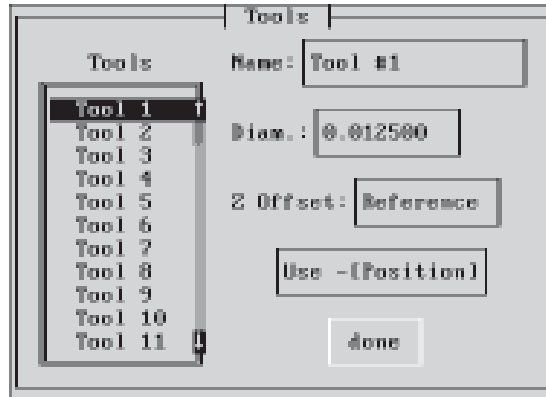 Tools
Tools
Name: Tool #1
Tool 1
Tool 2
Diam.: 0.012500
Tool 3
Tool 4
Tool 5
Z Offset: Reference
Tool 6
Tool 7
Tool 8
Use -[Position]
Tool 9
Tool 10
Tool 11
done